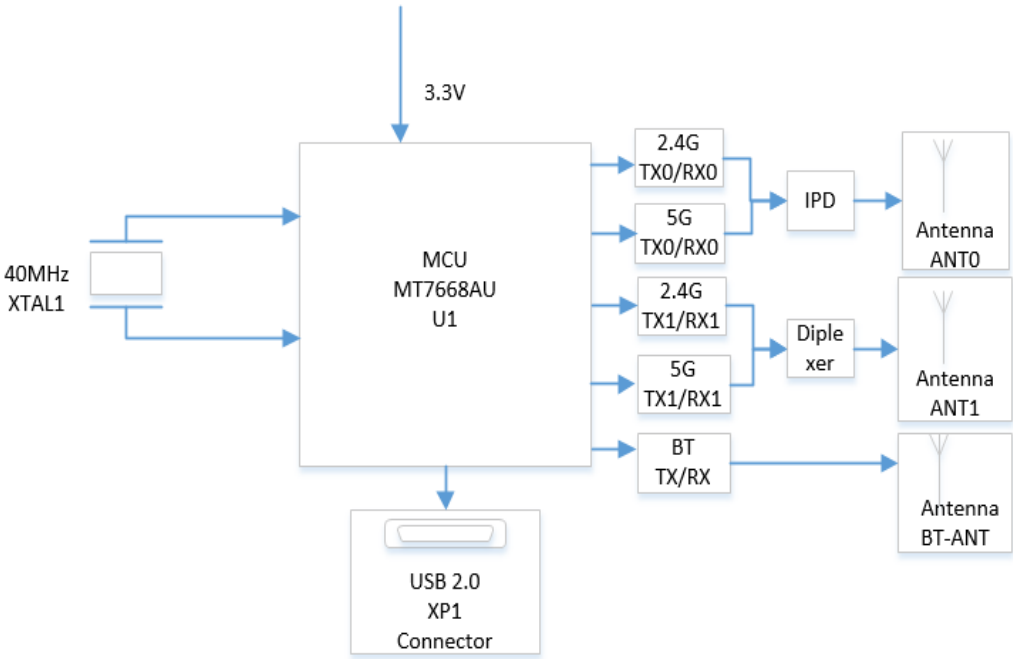 3.3V
40MHz
XTAL1
MCU
MT7668AU
U1
2.4G
TX0/RX0
5G
TX0/RX0
IPD
Antenna
ANT0
2.4G
TX1/RX1
5G
TX1/RX1
Diple
xer
Antenna
ANT1
BT
TX/RX
Antenna
BT-ANT
USB 2.0
XP1
Connector